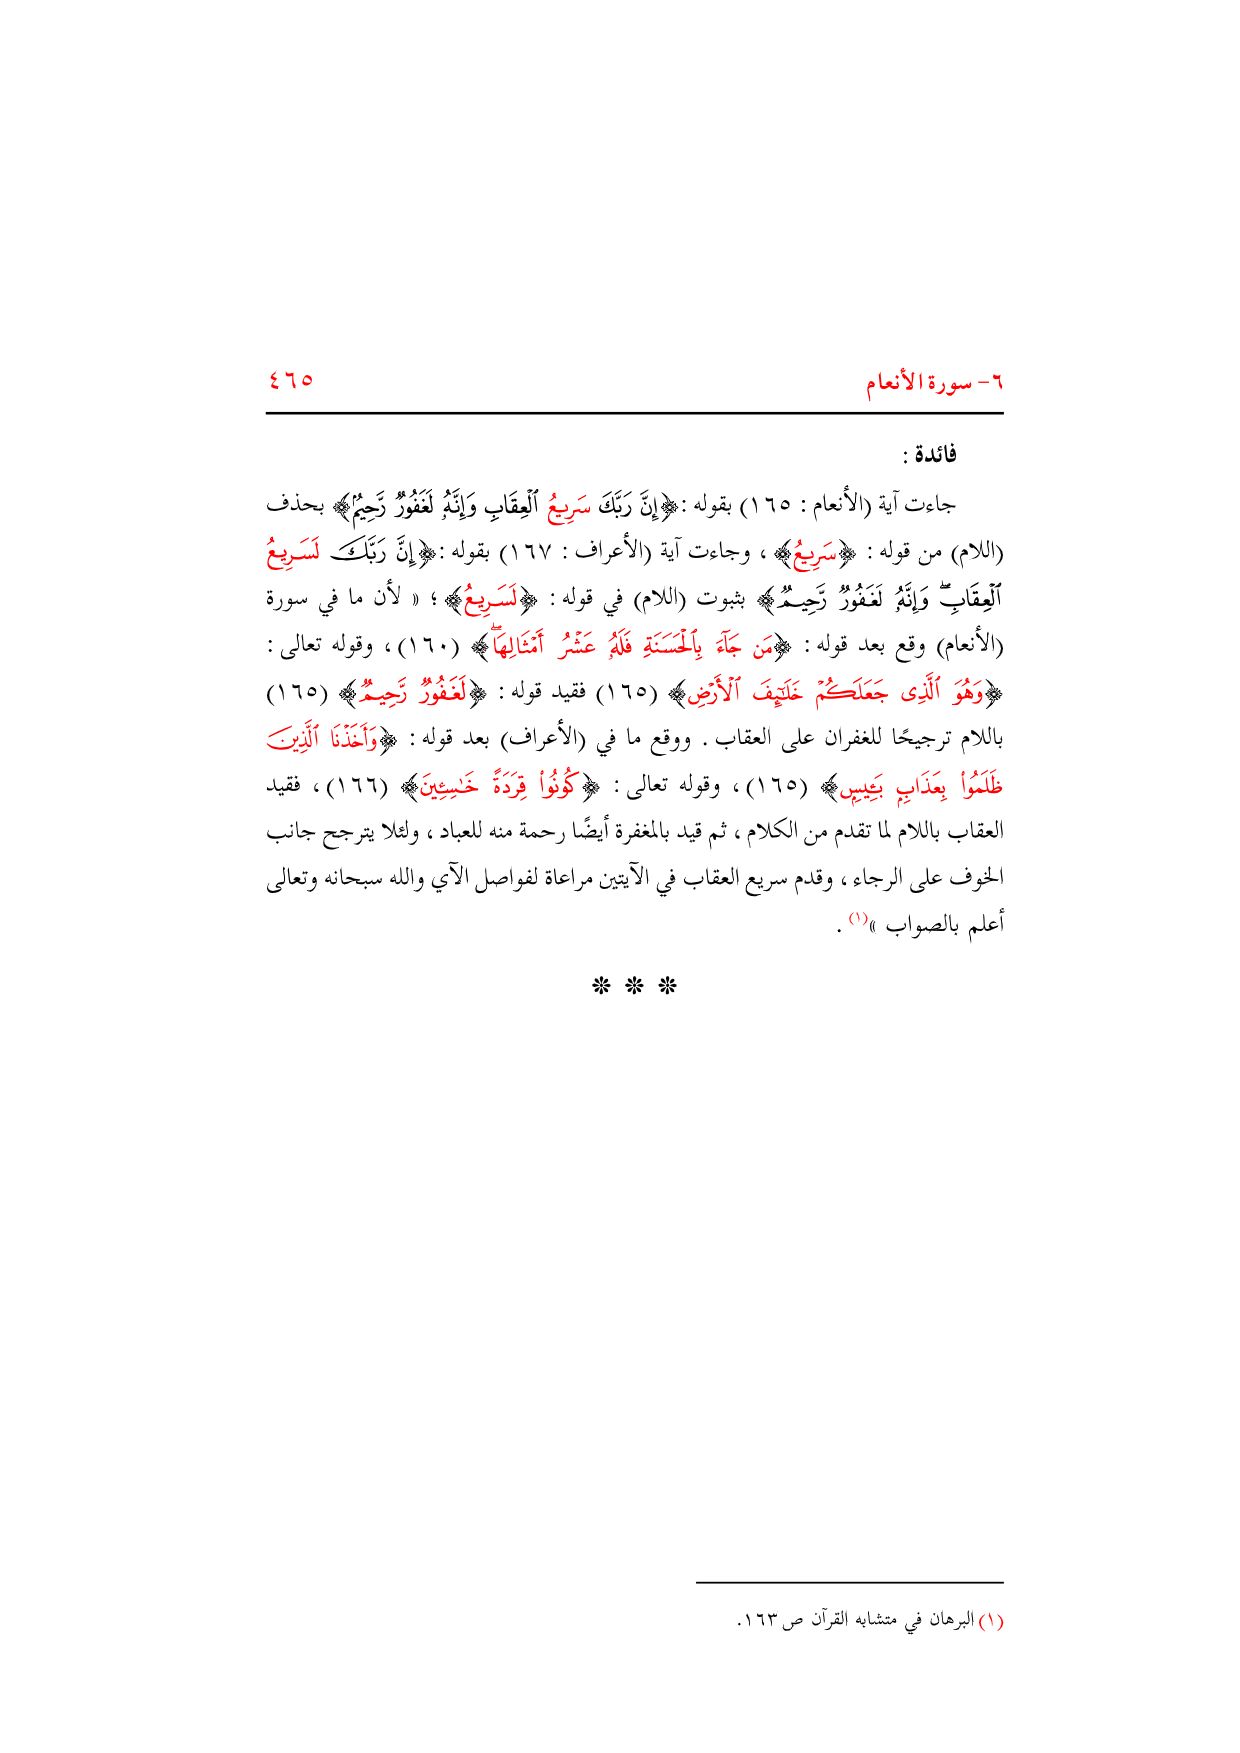 ٦- سورة الأنعام ٤٦٥
فائدة :
جاءت آية (الأنعام : ١٦٥) بقوله :﴿إِنَّ رَبَّكَ سَرِيعُ ٱلْعِقَابِ وَإِنَّهُۥ لَغَفُورٌ رَّحِيمٌۢ﴾ بحذف
(اللام) من قوله : ﴿سَرِيعُ﴾ ، وجاءت آية (الأعراف : ١٦٧) بقوله :﴿إِنَّ رَبَّكَ لَسَرِيعُ
ٱلْعِقَابِ ۖ وَإِنَّهُۥ لَغَفُورٌ رَّحِيمٌ﴾ بثبوت (اللام) في قوله : ﴿لَسَرِيعُ﴾ ؛ « لأن ما في سورة
(الأنعام) وقع بعد قوله : ﴿مَن جَآءَ بِٱلْحَسَنَةِ فَلَهُۥ عَشْرُ أَمْثَالِهَا ۖ﴾ (١٦٠) ، وقوله تعالى :
﴿وَهُوَ ٱلَّذِى جَعَلَكُمْ خَلَـٰٓئِفَ ٱلْأَرْضِ﴾ (١٦٥) فقيد قوله : ﴿لَغَفُورٌ رَّحِيمٌ﴾ (١٦٥)
باللام ترجيحًا للغفران على العقاب . ووقع ما في (الأعراف) بعد قوله : ﴿وَأَخَذْنَا ٱلَّذِينَ
ظَلَمُوا۟ بِعَذَابٍۭ بَـِٔيسٍۭ﴾ (١٦٥) ، وقوله تعالى : ﴿كُونُوا۟ قِرَدَةً خَـٰسِـِٔينَ﴾ (١٦٦) ، فقيد
العقاب باللام لما تقدم من الكلام ، ثم قيد بالمغفرة أيضًا رحمة منه للعباد ، ولئلا يترجح جانب
الخوف على الرجاء ، وقدم سريع العقاب في الآيتين مراعاة لفواصل الآي والله سبحانه وتعالى
أعلم بالصواب »(١) .
(١) البرهان في متشابه القرآن ص١٦٣.